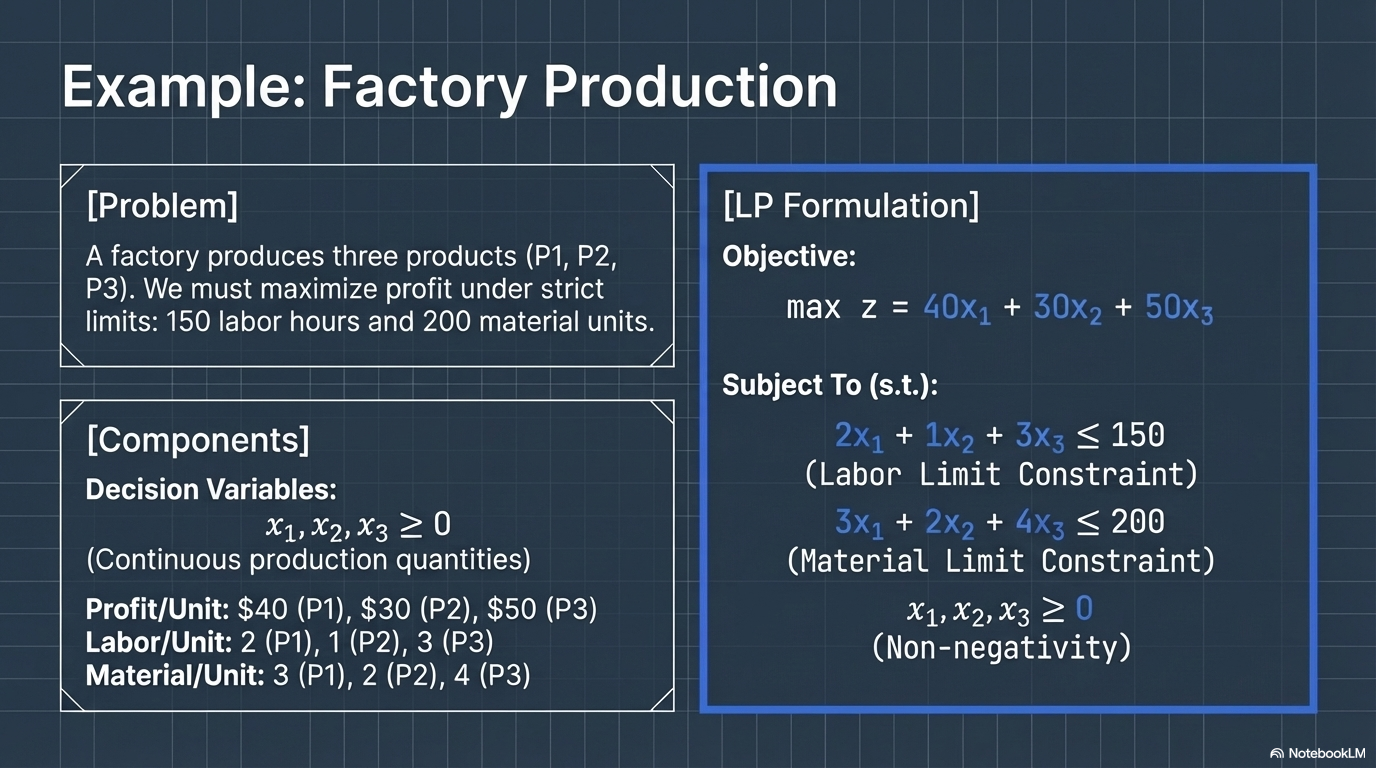 Example: Factory Production
[Problem]
A factory produces three products (P1, P2,
P3). We must maximize profit under strict
limits: 150 labor hours and 200 material units.
[Components]
Decision Variables:
x₁, x₂, x₃ ≥ 0
(Continuous production quantities)
Profit/Unit: $40 (P1), $30 (P2), $50 (P3)
Labor/Unit: 2 (P1), 1 (P2), 3 (P3)
Material/Unit: 3 (P1), 2 (P2), 4 (P3)
[LP Formulation]
Objective:
max z = 40x₁ + 30x₂ + 50x₃
Subject To (s.t.):
2x₁ + 1x₂ + 3x₃ ≤ 150
(Labor Limit Constraint)
3x₁ + 2x₂ + 4x₃ ≤ 200
(Material Limit Constraint)
x₁, x₂, x₃ ≥ 0
(Non-negativity)
NotebookLM